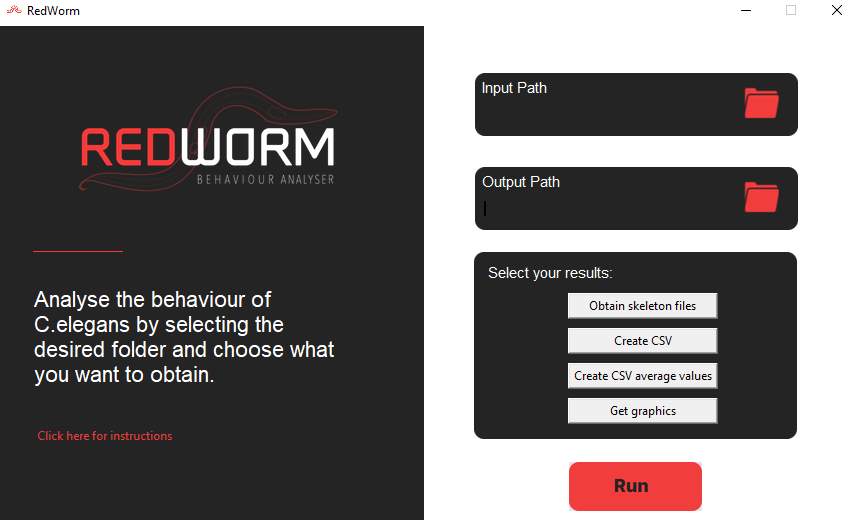 RedWorm
REDWORM
BEHAVIOUR ANALYSER
Analyse the behaviour of
C.elegans by selecting the
desired folder and choose what
you want to obtain.
Click here for instructions
Input Path
Output Path
Select your results:
Obtain skeleton files
Create CSV
Create CSV average values
Get graphics
Run